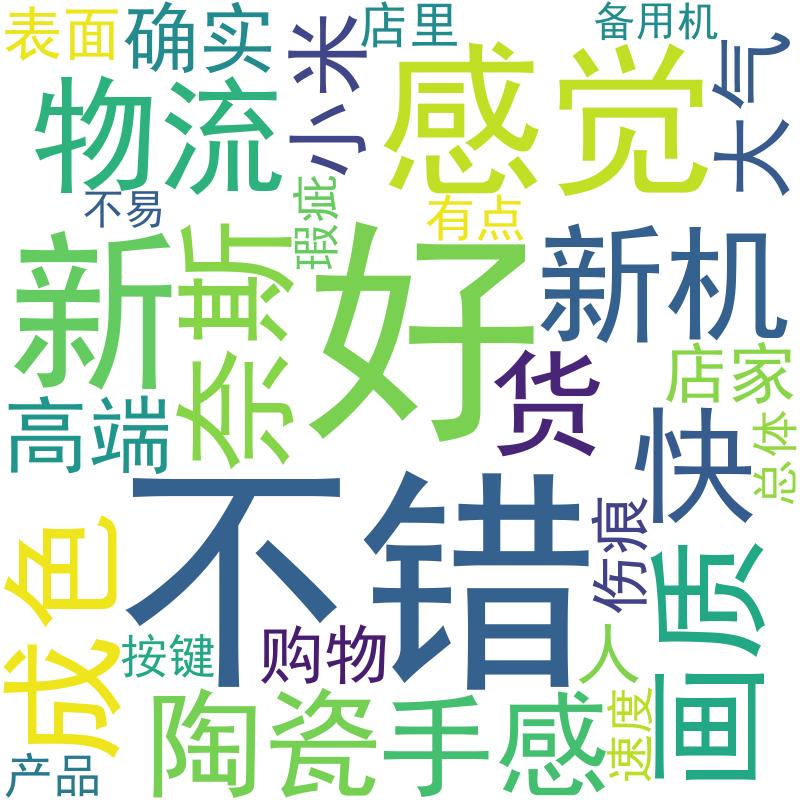 表面
确实
小米
店里
备用机
大气
物流
感觉
不易
瑕疵
有点
新
奈斯
好
新机
高端
货
店家
快
总体
不错
成色
伤痕
画质
按键
购物
人
陶瓷
手感
速度
产品